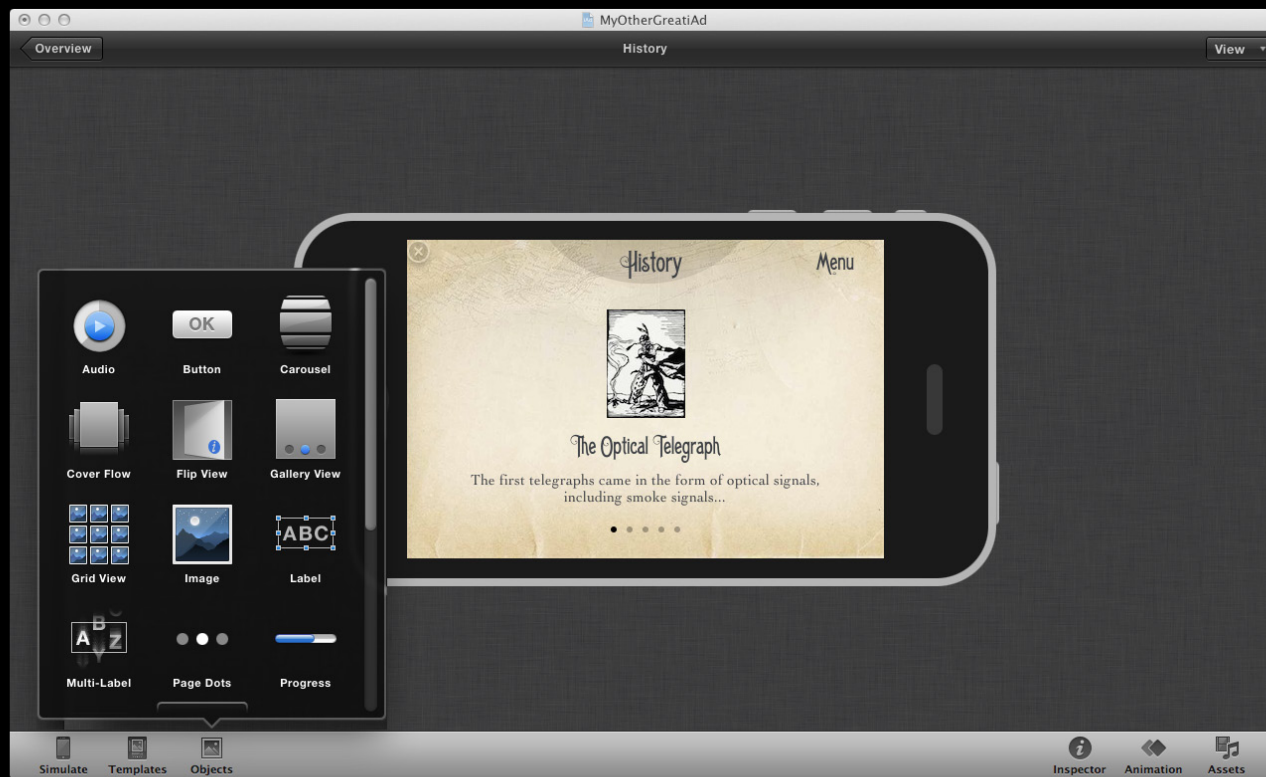 MyOtherGreatiAd
Overview
History
View
History
Menu
The Optical Telegraph
The first telegraphs came in the form of optical signals,
including smoke signals...
OK
Audio
Button
Carousel
i
Cover Flow
Flip View
Gallery View
ABC
Grid View
Image
Label
A B Z
Y
Multi-Label
Page Dots
Progress
Simulate
Templates
Objects
i
Inspector
Animation
Assets